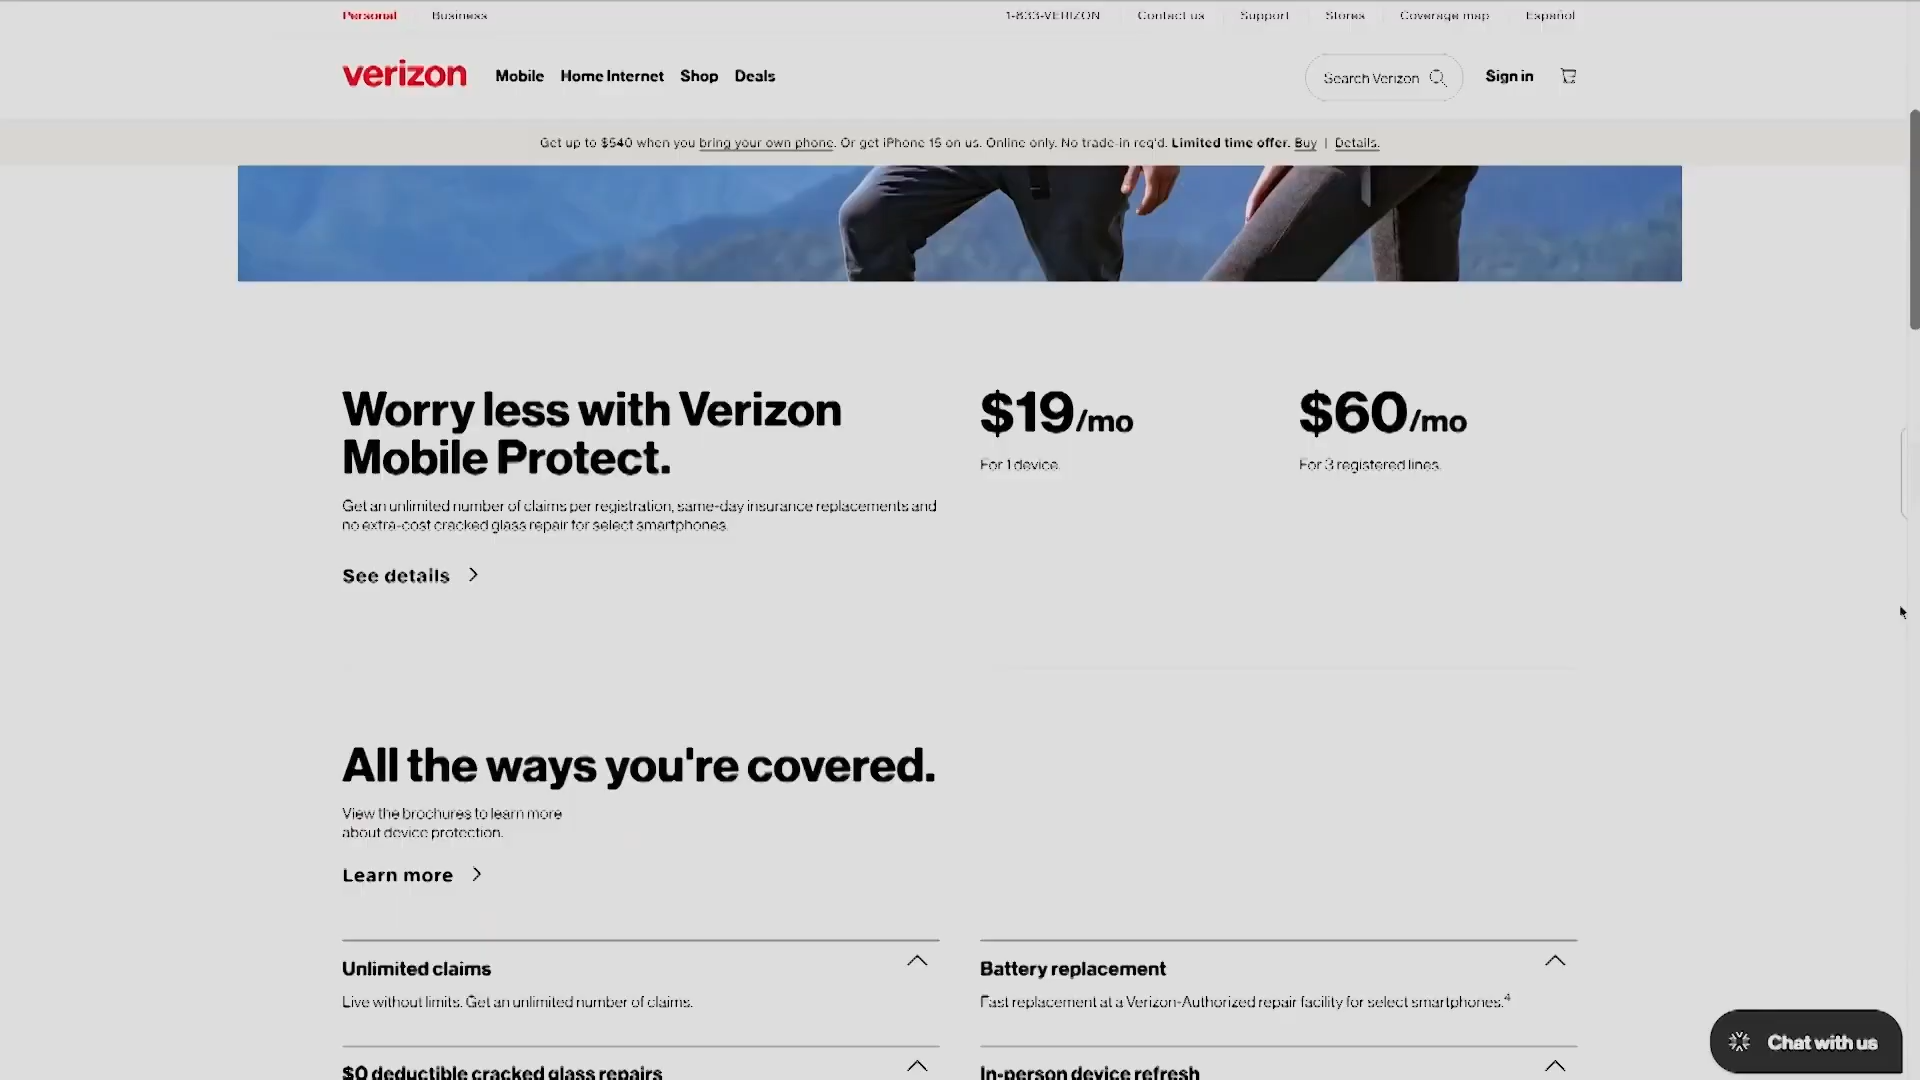 Personal Business 1-833-VERIZON Contact us Support Stores Coverage map Español
verizon Mobile Home Internet Shop Deals Search Verizon Sign in
Get up to $540 when you bring your own phone. Or get iPhone 15 on us. Online only. No trade-in req'd. Limited time offer. Buy | Details.
Worry less with Verizon
Mobile Protect.
Get an unlimited number of claims per registration, same-day insurance replacements and
no extra-cost cracked glass repair for select smartphones.
See details
$19/mo
For 1 device.
$60/mo
For 3 registered lines.
All the ways you're covered.
View the brochures to learn more
about device protection.
Learn more
Unlimited claims
Live without limits. Get an unlimited number of claims.
Battery replacement
Fast replacement at a Verizon-Authorized repair facility for select smartphones.4
$0 deductible cracked glass repairs
In-person device refresh
Chat with us